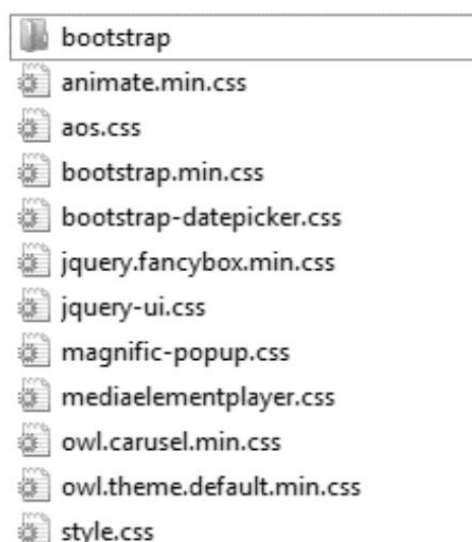 bootstrap
animate.min.css
aos.css
bootstrap.min.css
bootstrap-datepicker.css
jquery.fancybox.min.css
jquery-ui.css
magnific-popup.css
mediaelementplayer.css
owl.carusel.min.css
owl.theme.default.min.css
style.css